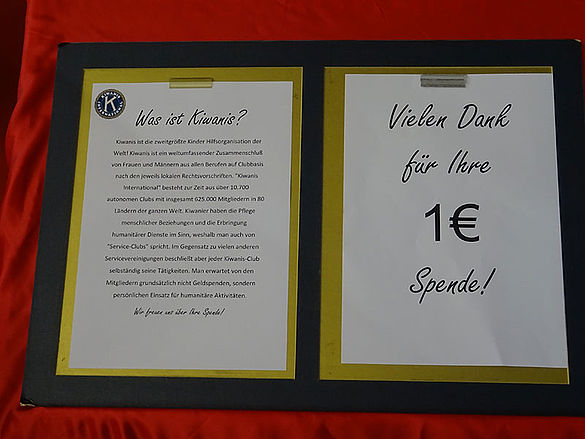 KIWANIS
K
INTERNATIONAL
Was ist Kiwanis?
Kiwanis ist die zweitgrößte Kinder Hilfsorganisation der
Welt! Kiwanis ist ein weltumfassender Zusammenschluß
von Frauen und Männern aus allen Berufen auf Clubbasis
nach den jeweils lokalen Rechtsvorschriften. "Kiwanis
International" besteht zur Zeit aus über 10.700
autonomen Clubs mit insgesamt 625.000 Mitgliedern in 80
Ländern der ganzen Welt. Kiwanier haben die Pflege
menschlicher Beziehungen und die Erbringung
humanitärer Dienste im Sinn, weshalb man auch von
"Service-Clubs" spricht. Im Gegensatz zu vielen anderen
Servicevereinigungen beschließt aber jeder Kiwanis-Club
selbständig seine Tätigkeiten. Man erwartet von den
Mitgliedern grundsätzlich nicht Geldspenden, sondern
persönlichen Einsatz für humanitäre Aktivitäten.
Wir freuen uns über Ihre Spende!
Vielen Dank
für Ihre
1€
Spende!